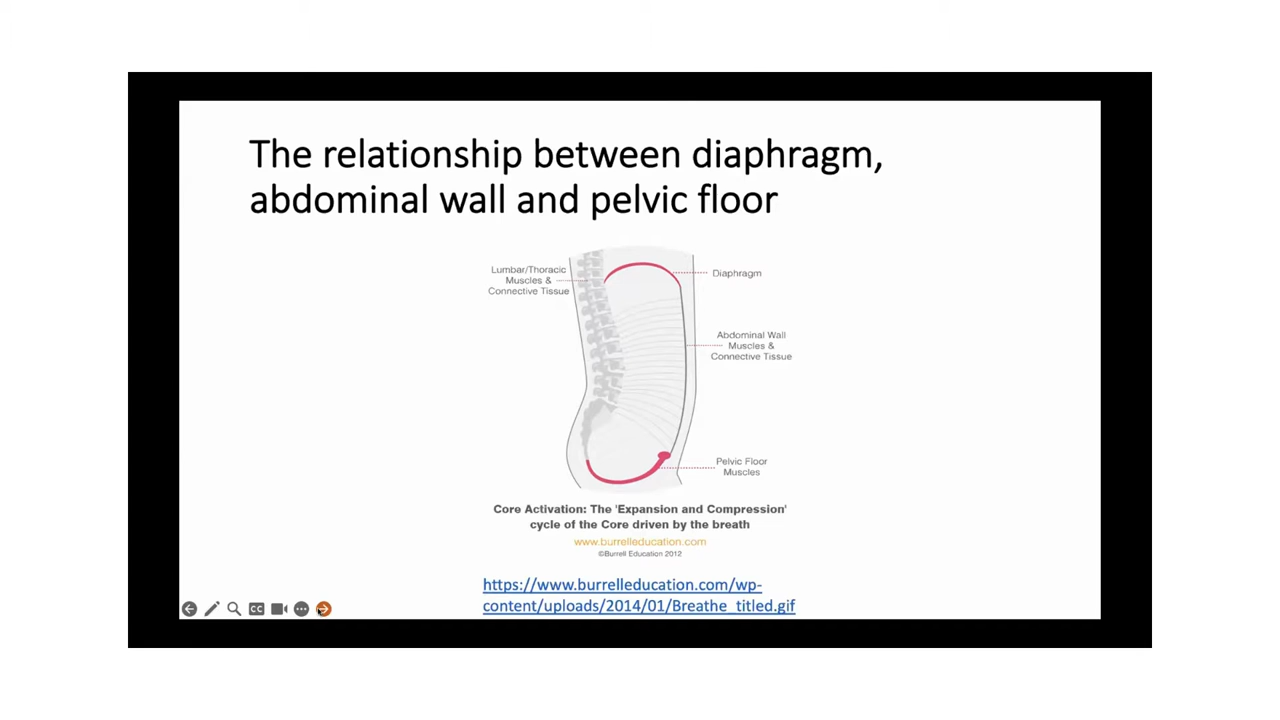 The relationship between diaphragm,
abdominal wall and pelvic floor
Lumbar/Thoracic
Muscles &
Connective Tissue
Diaphragm
Abdominal Wall
Muscles &
Connective Tissue
Pelvic Floor
Muscles
Core Activation: The 'Expansion and Compression'
cycle of the Core driven by the breath
www.burrelleducation.com
©Burrell Education 2012
https://www.burrelleducation.com/wp-
content/uploads/2014/01/Breathe_titled.gif
CC